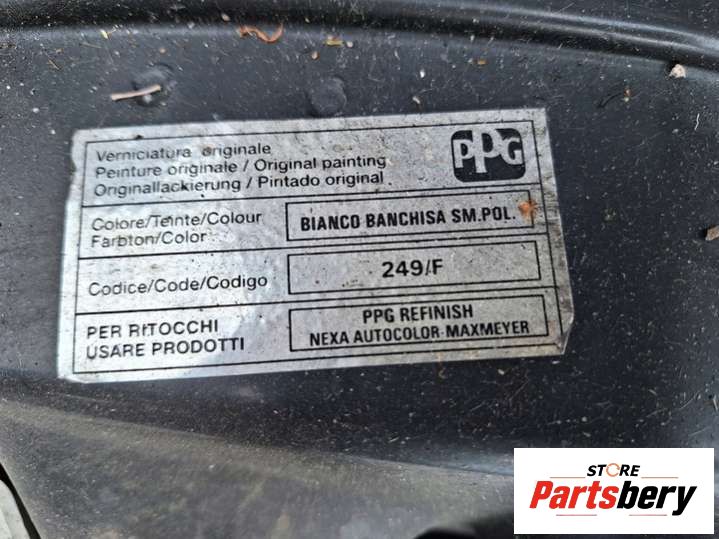 Verniciatura originale
Peinture originale / Original painting
Originallackierung / Pintado original
PPG
Colore/Teinte/Colour
Farbton/Color
BIANCO BANCHISA SM.POL.
Codice/Code/Codigo
249/F
PER RITOCCHI
USARE PRODOTTI
PPG REFINISH
NEXA AUTOCOLOR-MAXMEYER
STORE
Partsbery